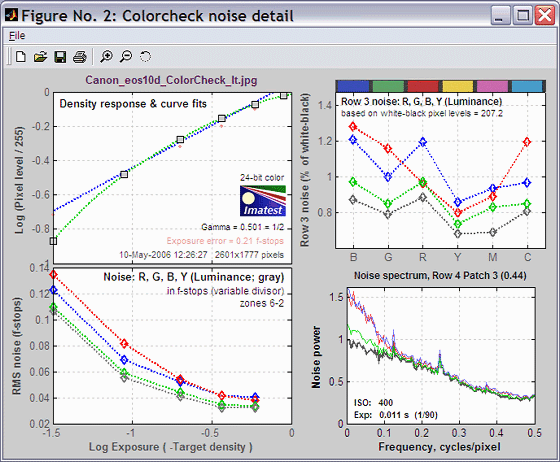 Figure No. 2: Colorcheck noise detail
File
Canon_eos10d_ColorCheck_lt.jpg
Density response & curve fits
Log (Pixel level / 255)
0
-0.2
-0.4
-0.6
-0.8
24-bit color
Imatest
Gamma = 0.501 = 1/2
Exposure error = 0.21 f-stops
10-May-2006 12:26:27 2601x1777 pixels
Row 3 noise: R, G, B, Y (Luminance)
based on white-black pixel levels = 207.2
Row 3 noise (% of white-black)
1.4
1.2
1
0.8
B G R Y M C
Noise: R, G, B, Y (Luminance; gray)
in f-stops (variable divisor)
zones 6-2
RMS noise (f-stops)
0.14
0.12
0.1
0.08
0.06
0.04
0.02
-1.5 -1 -0.5 0
Log Exposure ( -Target density )
Noise spectrum, Row 4 Patch 3 (0.44)
Noise power
1.5
1
0.5
0
ISO: 400
Exp: 0.011 s (1/90)
0 0.1 0.2 0.3 0.4 0.5
Frequency, cycles/pixel